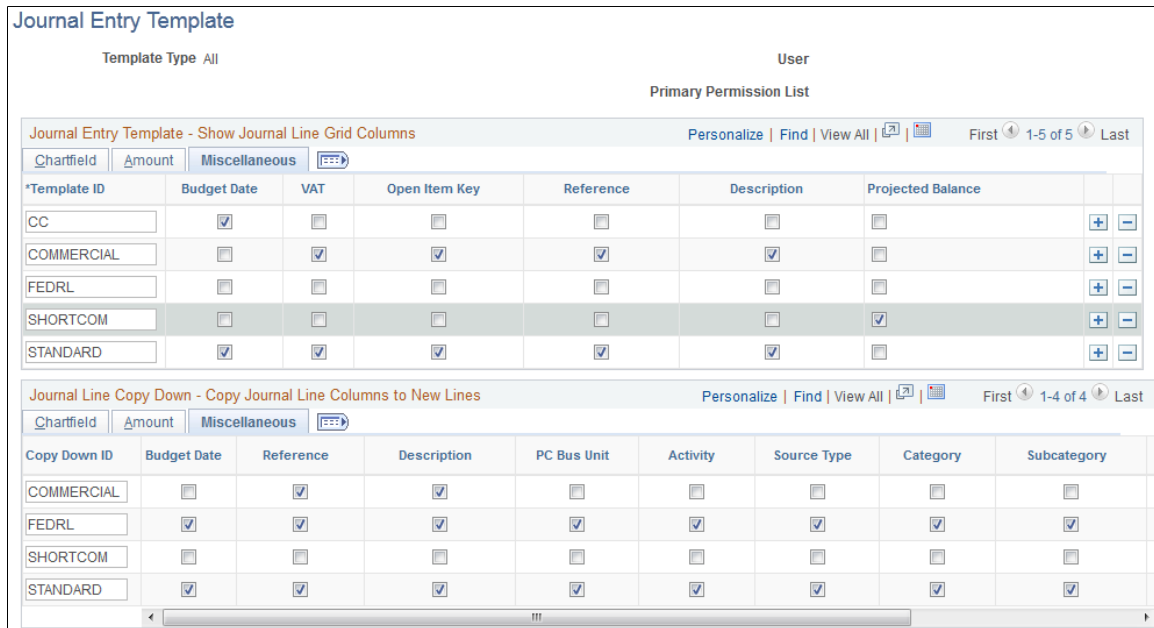 Journal Entry Template
Template Type All User
Primary Permission List
Journal Entry Template - Show Journal Line Grid Columns Personalize | Find | View All | | First 1-5 of 5 Last
Chartfield Amount Miscellaneous
*Template ID Budget Date VAT Open Item Key Reference Description Projected Balance
CC
COMMERCIAL
FEDRL
SHORTCOM
STANDARD
Journal Line Copy Down - Copy Journal Line Columns to New Lines Personalize | Find | View All | | First 1-4 of 4 Last
Chartfield Amount Miscellaneous
Copy Down ID Budget Date Reference Description PC Bus Unit Activity Source Type Category Subcategory
COMMERCIAL
FEDRL
SHORTCOM
STANDARD